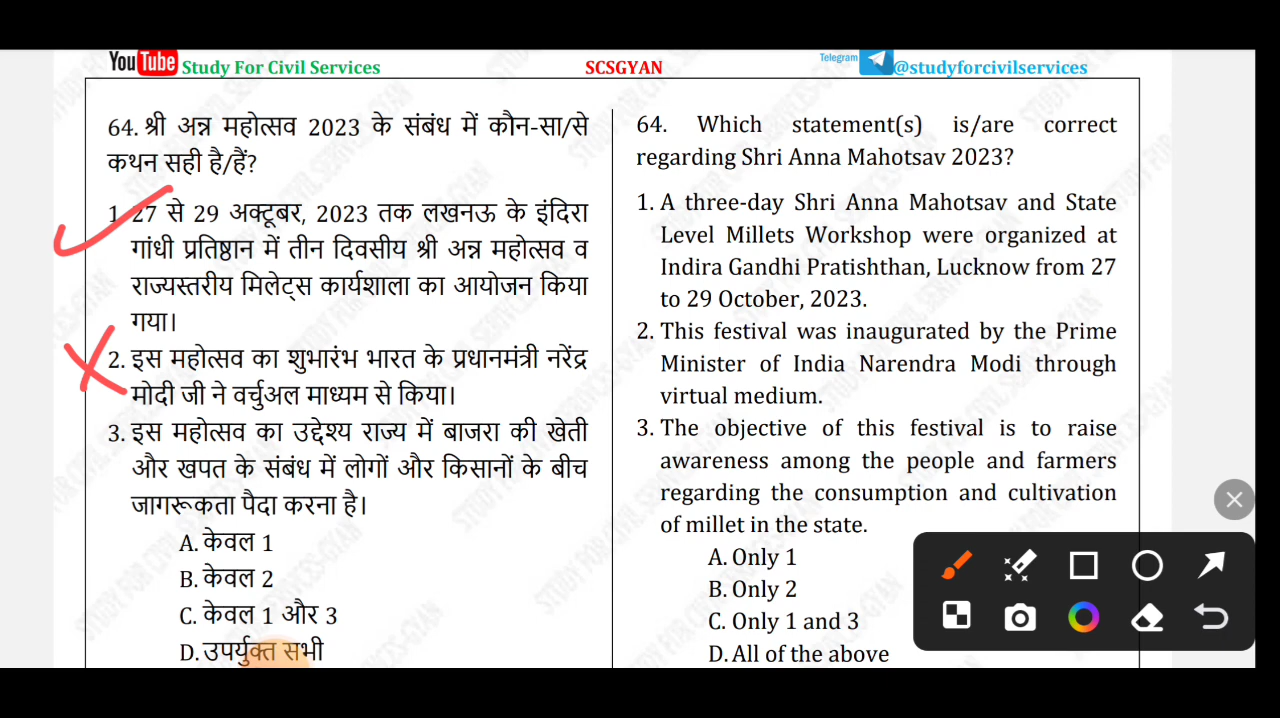 YouTube Study For Civil Services
SCSGYAN
Telegram @studyforcivilservices
64. श्री अन्न महोत्सव 2023 के संबंध में कौन-सा/से
कथन सही है/हैं?
1. 27 से 29 अक्टूबर, 2023 तक लखनऊ के इंदिरा
गांधी प्रतिष्ठान में तीन दिवसीय श्री अन्न महोत्सव व
राज्यस्तरीय मिलेट्स कार्यशाला का आयोजन किया
गया।
2. इस महोत्सव का शुभारंभ भारत के प्रधानमंत्री नरेंद्र
मोदी जी ने वर्चुअल माध्यम से किया।
3. इस महोत्सव का उद्देश्य राज्य में बाजरा की खेती
और खपत के संबंध में लोगों और किसानों के बीच
जागरूकता पैदा करना है।
A. केवल 1
B. केवल 2
C. केवल 1 और 3
D. उपर्युक्त सभी
64. Which statement(s) is/are correct
regarding Shri Anna Mahotsav 2023?
1. A three-day Shri Anna Mahotsav and State
Level Millets Workshop were organized at
Indira Gandhi Pratishthan, Lucknow from 27
to 29 October, 2023.
2. This festival was inaugurated by the Prime
Minister of India Narendra Modi through
virtual medium.
3. The objective of this festival is to raise
awareness among the people and farmers
regarding the consumption and cultivation
of millet in the state.
A. Only 1
B. Only 2
C. Only 1 and 3
D. All of the above